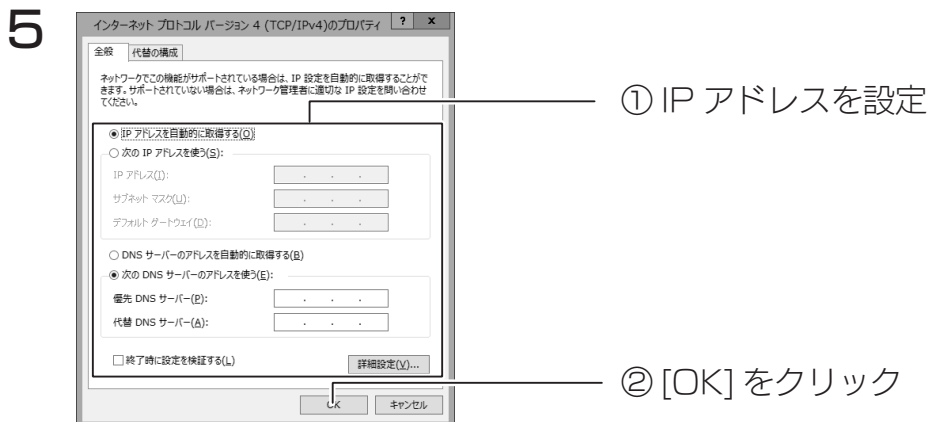 5
インターネット プロトコル バージョン 4 (TCP/IPv4)のプロパティ
? x
全般 代替の構成
ネットワークでこの機能がサポートされている場合は、IP 設定を自動的に取得することがで
きます。サポートされていない場合は、ネットワーク管理者に適切な IP 設定を問い合わせ
てください。
① IP アドレスを設定
IP アドレスを自動的に取得する(O)
次の IP アドレスを使う(S):
IP アドレス(I):
サブネット マスク(U):
デフォルト ゲートウェイ(D):
DNS サーバーのアドレスを自動的に取得する(B)
次の DNS サーバーのアドレスを使う(E):
優先 DNS サーバー(P):
代替 DNS サーバー(A):
終了時に設定を検証する(L)
詳細設定(V)...
② [OK] をクリック
OK キャンセル